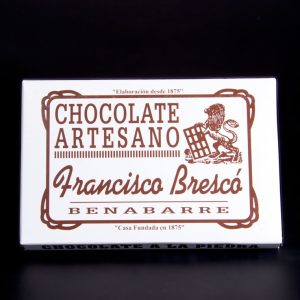 "Elaboración desde 1875"
CHOCOLATE
ARTESANO
Francisco Brescó
BENABARRE
"Casa Fundada en 1875"
CHOCOLATE A LA PIEDRA